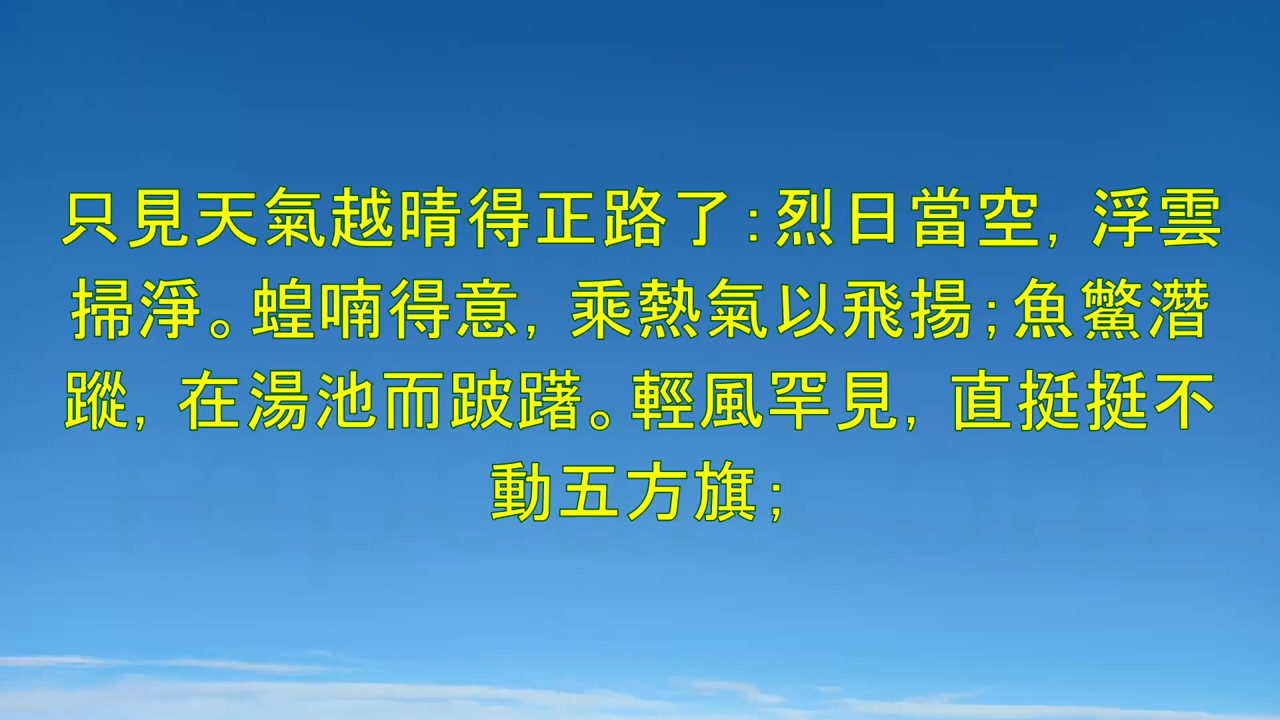 只見天氣越晴得正路了：烈日當空，浮雲
掃淨。蝗喃得意，乘熱氣以飛揚；魚鱉潛
蹤，在湯池而跛躇。輕風罕見，直挺挺不
動五方旗；